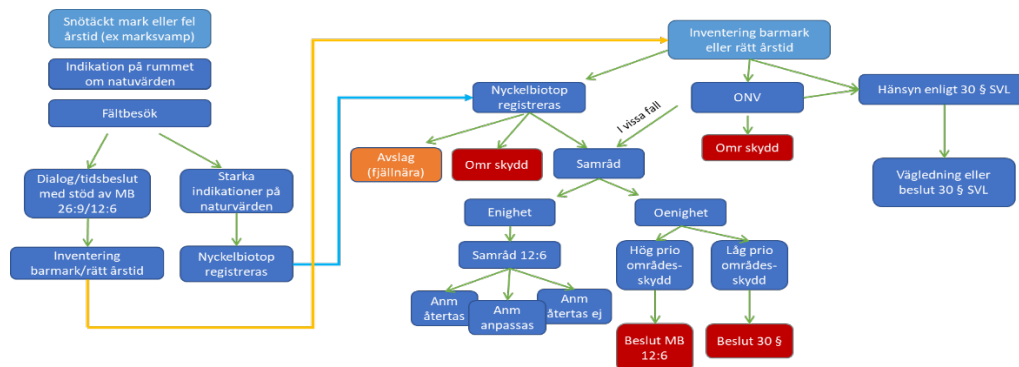 Snötäckt mark eller fel
årstid (ex marksvamp)
Indikation på rummet
om natuvärden
Fältbesök
Dialog/tidsbeslut
med stöd av MB
26:9/12:6
Starka
indikationer på
naturvärden
Inventering
barmark/rätt årstid
Nyckelbiotop
registreras
Inventering barmark
eller rätt årstid
Nyckelbiotop
registreras
I vissa fall
ONV
Hänsyn enligt 30 § SVL
Avslag
(fjällnära)
Omr skydd
Samråd
Omr skydd
Vägledning eller
beslut 30 § SVL
Enighet
Oenighet
Samråd 12:6
Hög prio
områdes-
skydd
Låg prio
områdes-
skydd
Anm
återtas
Anm
anpassas
Anm
återtas ej
Beslut MB
12:6
Beslut 30 §